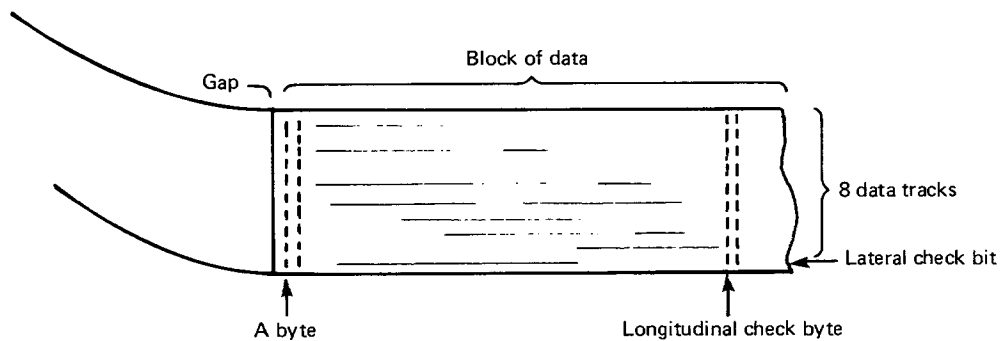 Block of data
Gap
8 data tracks
Lateral check bit
A byte
Longitudinal check byte